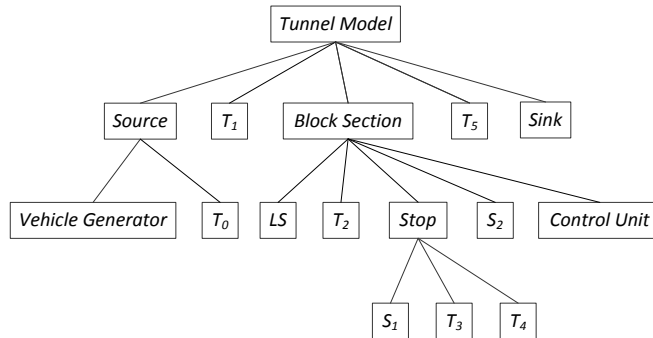 Tunnel Model
Source T₁ Block Section T₅ Sink
Vehicle Generator T₀ LS T₂ Stop S₂ Control Unit
S₁ T₃ T₄